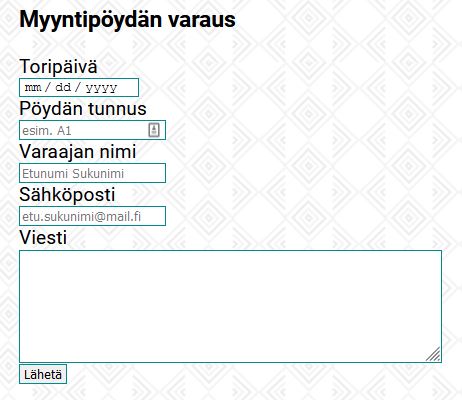 Myyntipöydän varaus
Toripäivä
mm / dd / yyyy
Pöydän tunnus
esim. A1
Varaajan nimi
Etunumi Sukunimi
Sähköposti
etu.sukunimi@mail.fi
Viesti
Lähetä